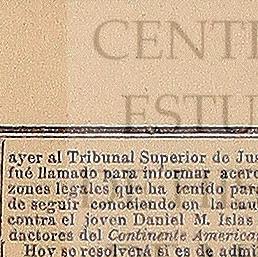 CENT
ESTU
ayer al Tribunal Superior de Jus
fué llamado para informar acerc
zones legales que ha tenido para
de seguir conociendo en la cau
contra el joven Daniel M. Islas
dactores del Continente America
Hoy se resolverá si es de admi